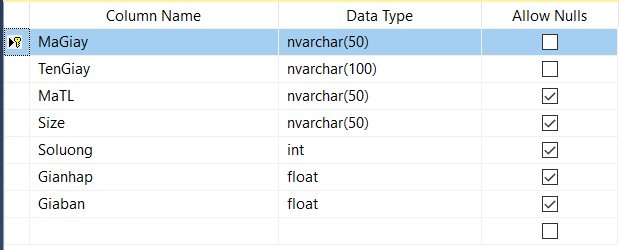 Column Name Data Type Allow Nulls
MaGiay nvarchar(50)
TenGiay nvarchar(100)
MaTL nvarchar(50)
Size nvarchar(50)
Soluong int
Gianhap float
Giaban float